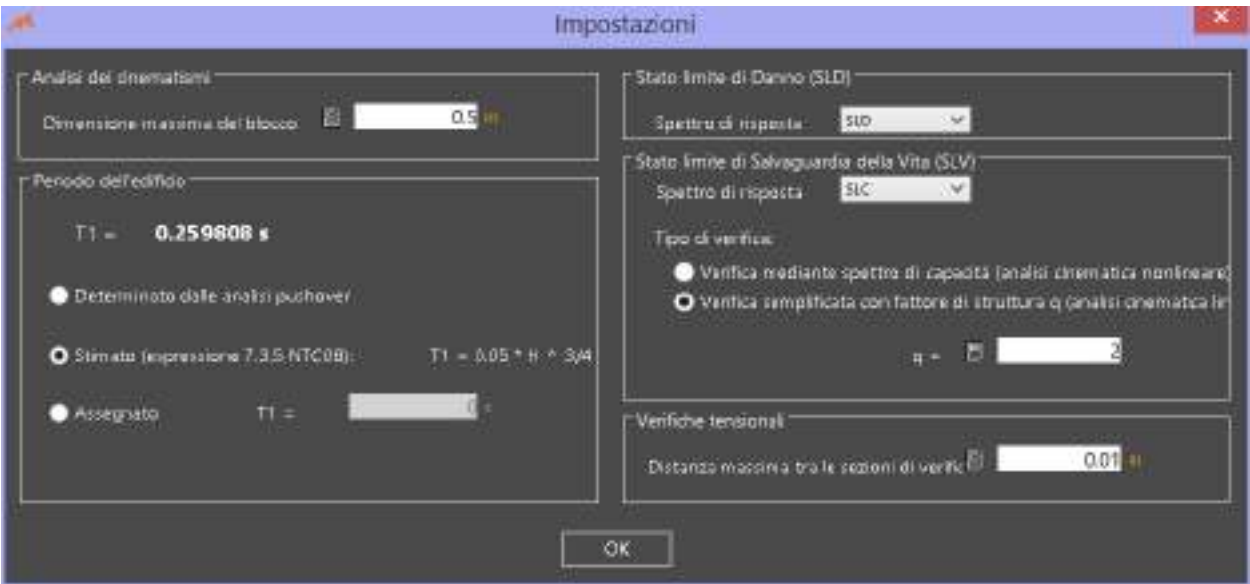 Impostazioni
Analisi dei cinematismi
Dimensione massima del blocco 0.5 m
Periodo dell'edificio
T1 = 0.259808 s
Determinato dalle analisi pushover
Stimato (espressione 7.3.5 NTC08): T1 = 0.05 * H ^ 3/4
Assegnato T1 = 0 s
Stato limite di Danno (SLD)
Spettro di risposta SLD
Stato limite di Salvaguardia della Vita (SLV)
Spettro di risposta SLC
Tipo di verifica:
Verifica mediante spettro di capacità (analisi cinematica nonlineare)
Verifica semplificata con fattore di struttura q (analisi cinematica lin
q = 2
Verifiche tensionali
Distanza massima tra le sezioni di verific 0.01 m
OK